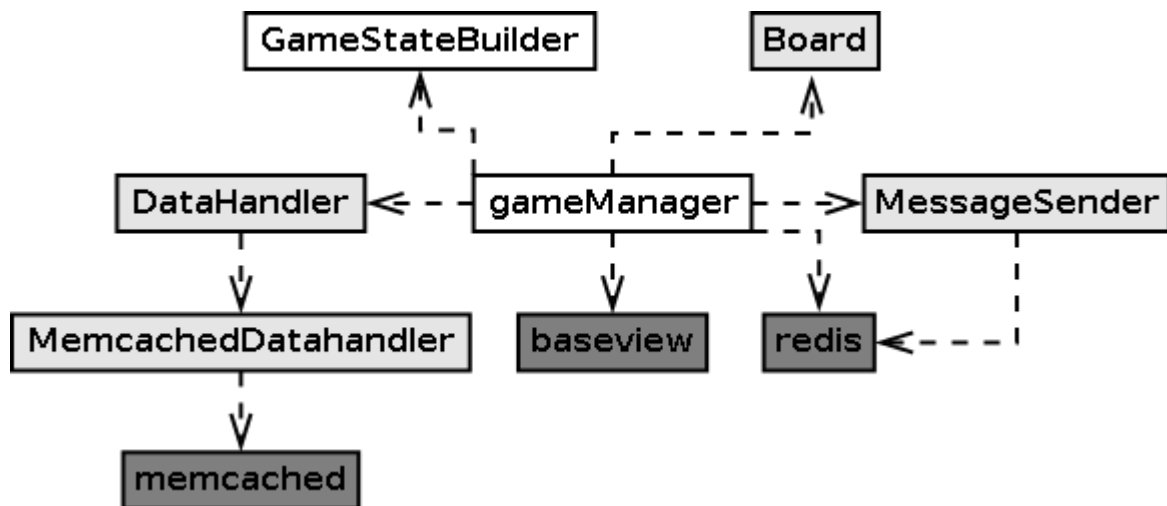 GameStateBuilder
Board
DataHandler
gameManager
MessageSender
MemcachedDatahandler
baseview
redis
memcached